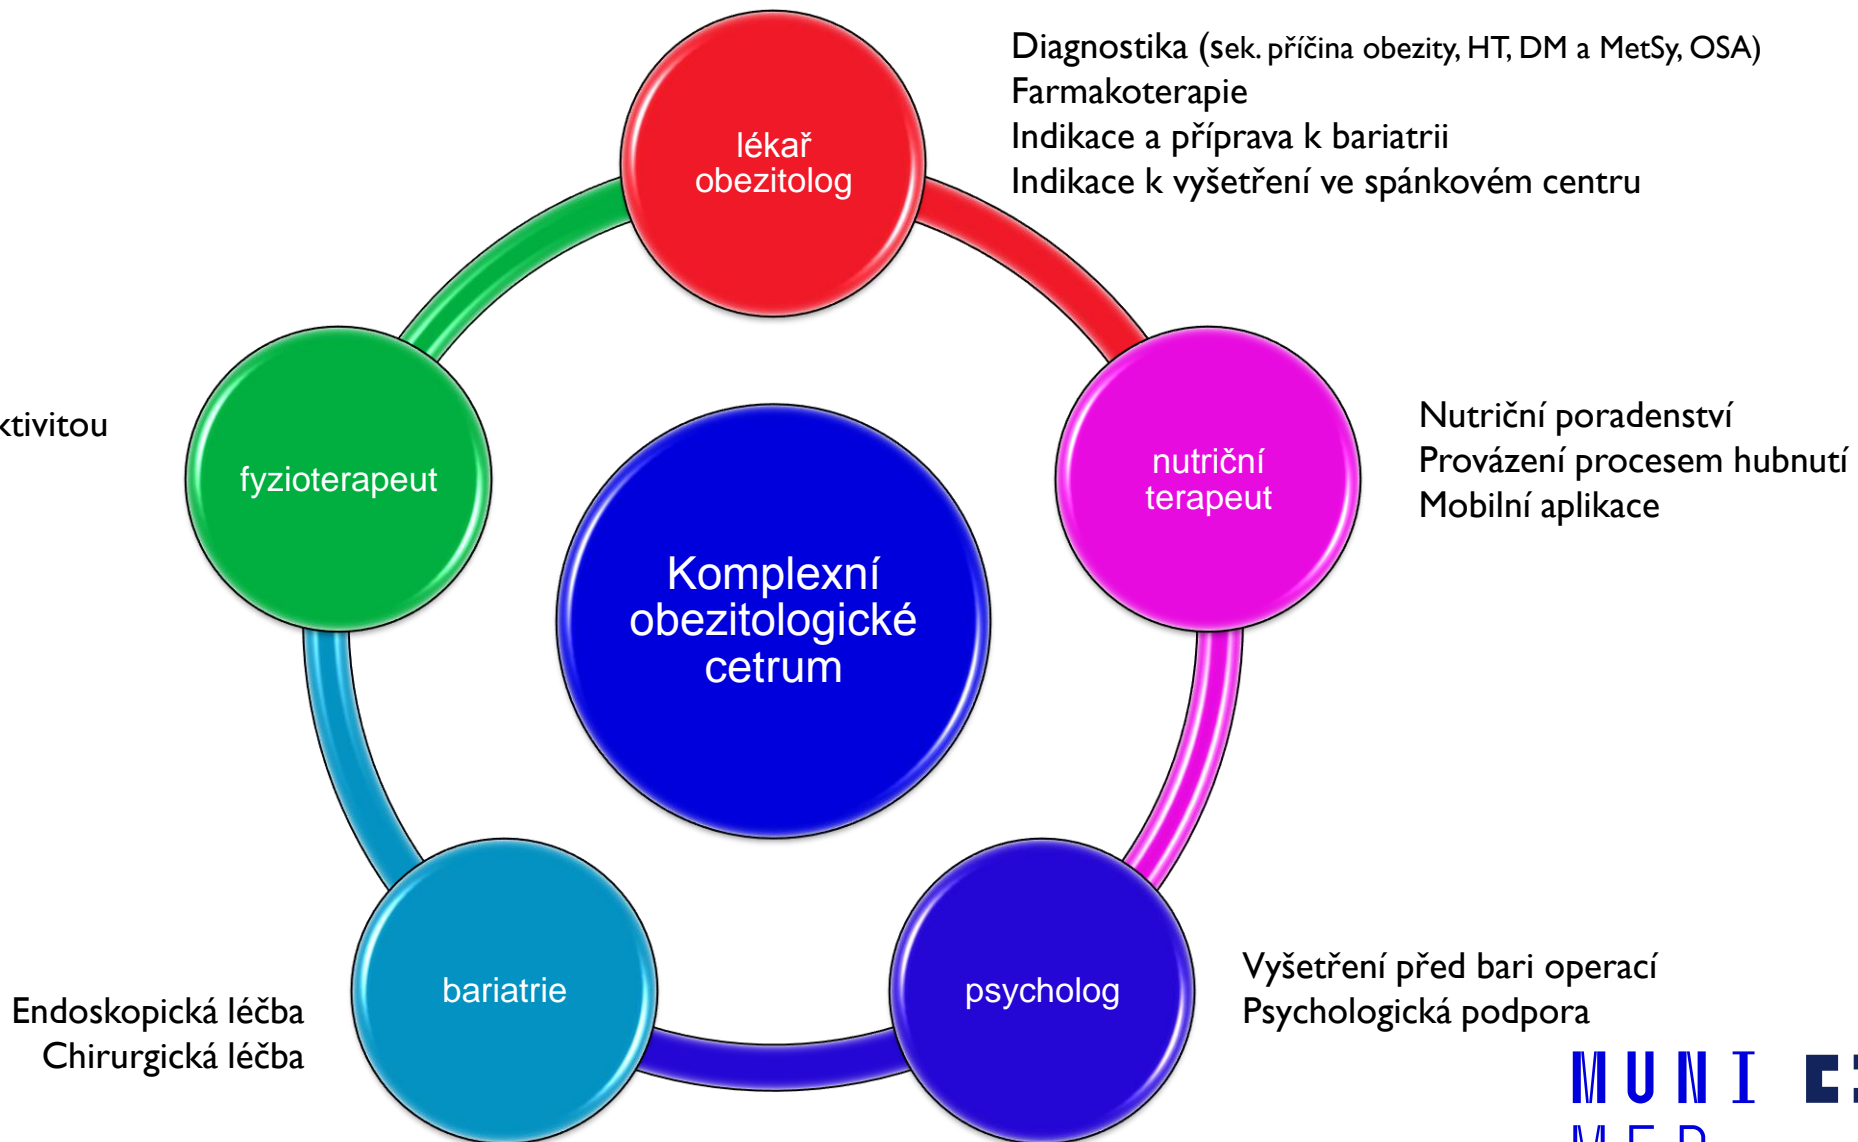 Diagnostika (sek. příčina obezity, HT, DM a MetSy, OSA)
Farmakoterapie
Indikace a příprava k bariatrii
Indikace k vyšetření ve spánkovém centru
lékař
obezitolog
ktivitou
fyzioterapeut
nutriční
terapeut
Nutriční poradenství
Provázení procesem hubnutí
Mobilní aplikace
Komplexní
obezitologické
cetrum
bariatrie
Endoskopická léčba
Chirurgická léčba
psycholog
Vyšetření před bari operací
Psychologická podpora
MUNI
MED